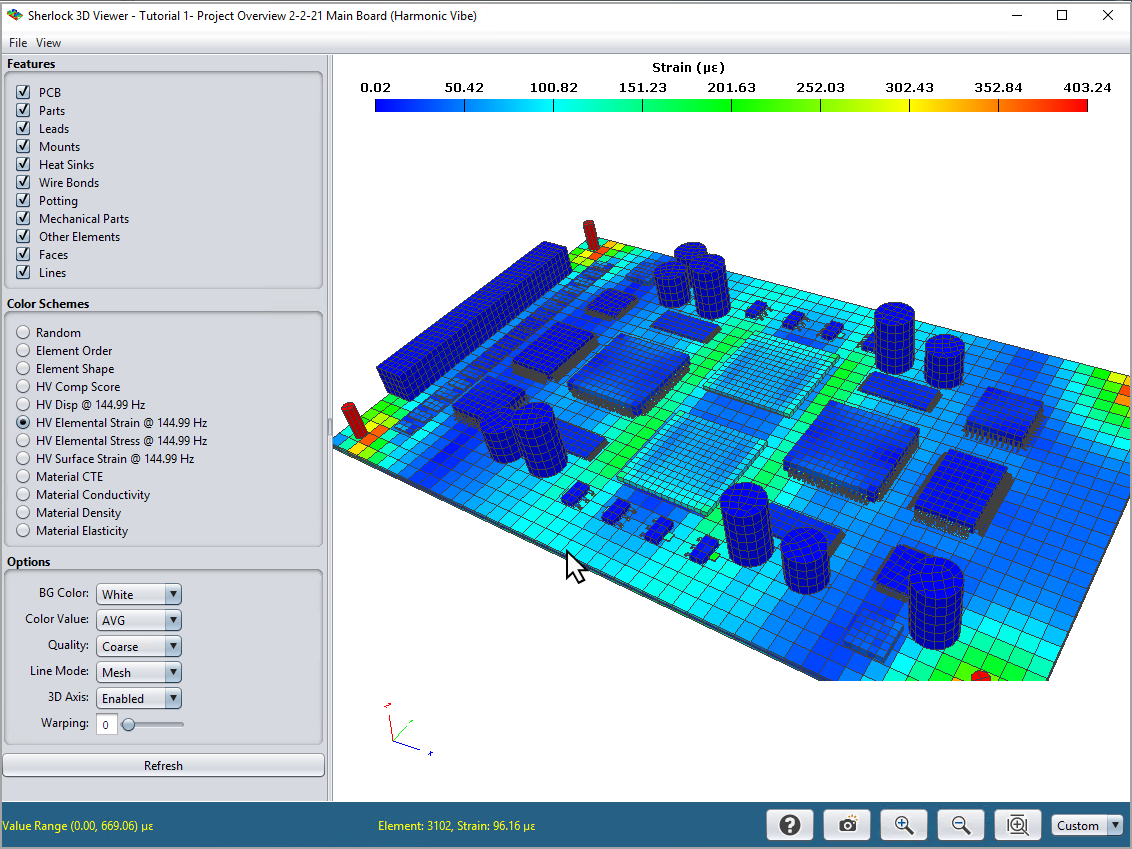 Sherlock 3D Viewer - Tutorial 1- Project Overview 2-2-21 Main Board (Harmonic Vibe)
File View
Features
PCB
Parts
Leads
Mounts
Heat Sinks
Wire Bonds
Potting
Mechanical Parts
Other Elements
Faces
Lines
Color Schemes
Random
Element Order
Element Shape
HV Comp Score
HV Disp @ 144.99 Hz
HV Elemental Strain @ 144.99 Hz
HV Elemental Stress @ 144.99 Hz
HV Surface Strain @ 144.99 Hz
Material CTE
Material Conductivity
Material Density
Material Elasticity
Options
BG Color: White
Color Value: AVG
Quality: Coarse
Line Mode: Mesh
3D Axis: Enabled
Warping: 0
Refresh
Strain (µε)
0.02 50.42 100.82 151.23 201.63 252.03 302.43 352.84 403.24
Value Range (0.00, 669.06) µε
Element: 3102, Strain: 96.16 µε
?
Custom